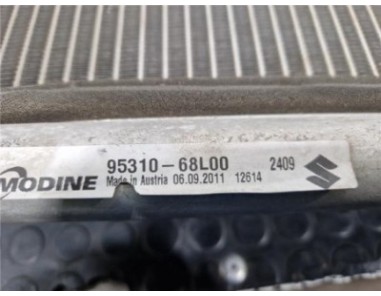 MODINE 95310-68L00 2409
Made in Austria 06.09.2011 12614